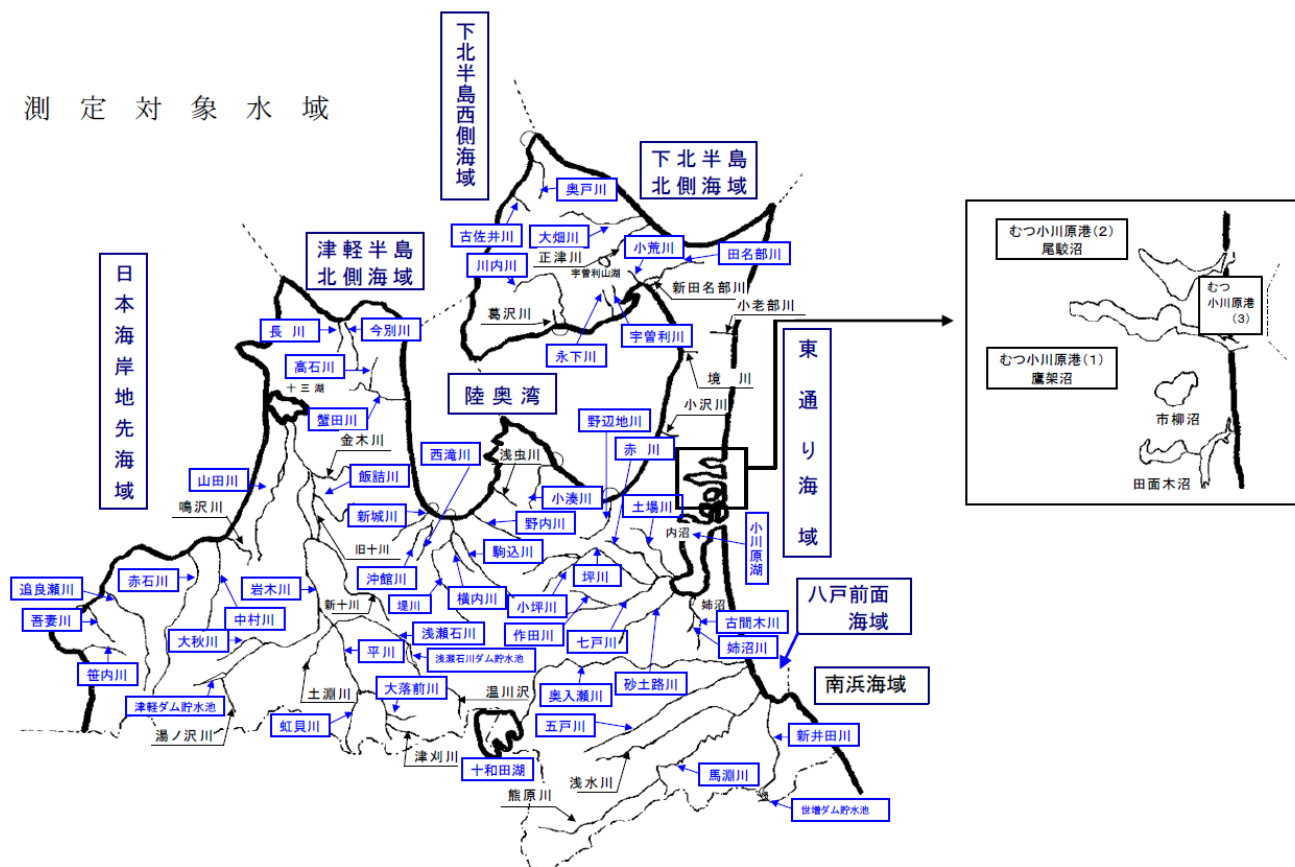 測定対象水域
下北半島西側海域
下北半島
北側海域
津軽半島
北側海域
日本海岸地先海域
陸奥湾
東通り海域
八戸前面
海域
南浜海域
奥戸川
古佐井川
大畑川
正津川
小荒川
田名部川
川内川
宇曽利山湖
新田名部川
葛沢川
小老部川
永下川
宇曽利川
境川
小沢川
長川
今別川
高石川
十三湖
蟹田川
金木川
山田川
飯詰川
鳴沢川
新城川
旧十川
西滝川
浅虫川
野辺地川
赤川
小湊川
土場川
野内川
内沼
小川原湖
駒込川
沖館川
堤川
横内川
坪川
小坪川
作田川
七戸川
姉沼
古間木川
姉沼川
砂土路川
追良瀬川
赤石川
岩木川
新十川
吾妻川
中村川
大秋川
浅瀬石川
平川
浅瀬石川ダム貯水池
笹内川
土淵川
大落前川
温川沢
奥入瀬川
津軽ダム貯水池
湯ノ沢川
虹貝川
津刈川
十和田湖
五戸川
浅水川
新井田川
馬淵川
熊原川
世増ダム貯水池
むつ小川原港(2)
尾駮沼
むつ
小川原港
(3)
むつ小川原港(1)
鷹架沼
市柳沼
田面木沼